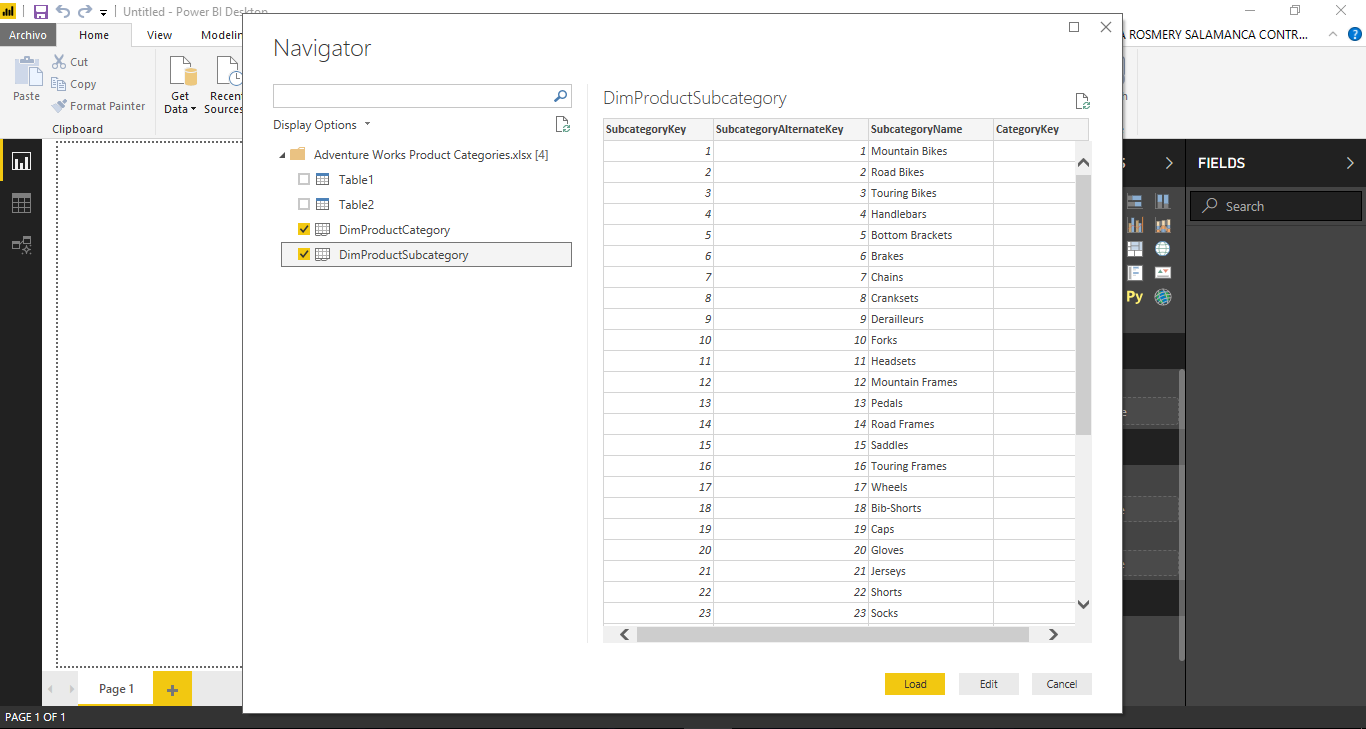 Untitled - Power BI Desktop
Archivo
Home
View
Modelin
A ROSMERY SALAMANCA CONTR...
Paste
Cut
Copy
Format Painter
Clipboard
Get
Data
Recent
Sources
Navigator
Display Options
Adventure Works Product Categories.xlsx [4]
Table1
Table2
DimProductCategory
DimProductSubcategory
DimProductSubcategory
SubcategoryKey SubcategoryAlternateKey SubcategoryName CategoryKey
1 1 Mountain Bikes
2 2 Road Bikes
3 3 Touring Bikes
4 4 Handlebars
5 5 Bottom Brackets
6 6 Brakes
7 7 Chains
8 8 Cranksets
9 9 Derailleurs
10 10 Forks
11 11 Headsets
12 12 Mountain Frames
13 13 Pedals
14 14 Road Frames
15 15 Saddles
16 16 Touring Frames
17 17 Wheels
18 18 Bib-Shorts
19 19 Caps
20 20 Gloves
21 21 Jerseys
22 22 Shorts
23 23 Socks
Load
Edit
Cancel
FIELDS
Search
Py
Page 1
PAGE 1 OF 1